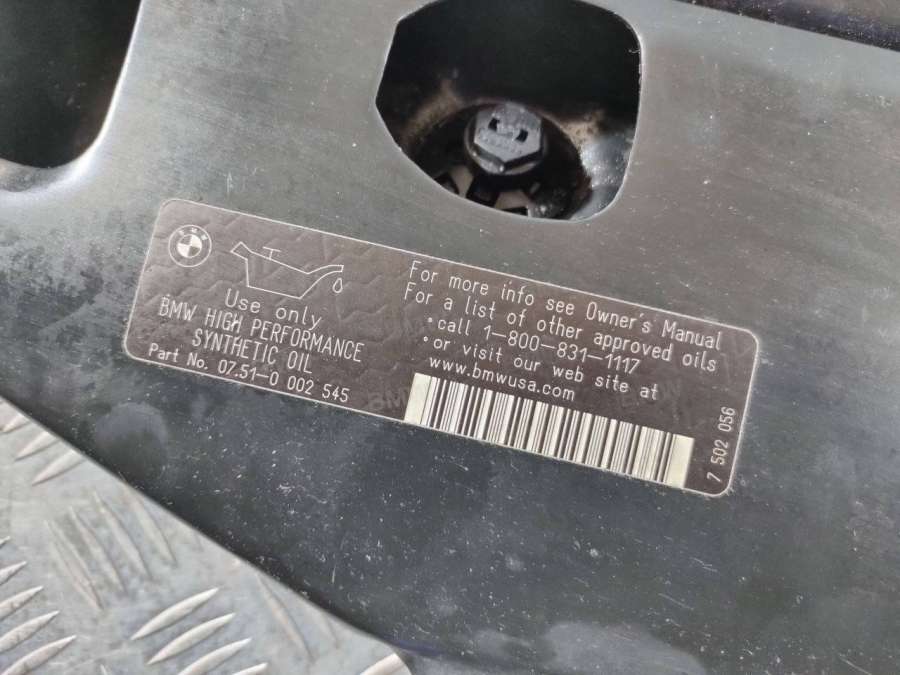 BMW
Use only
BMW HIGH PERFORMANCE
SYNTHETIC OIL
Part No. 07.51-0 002 545
For more info see Owner's Manual
For a list of other approved oils
• call 1-800-831-1117
• or visit our web site at
www.bmwusa.com
7 502 056